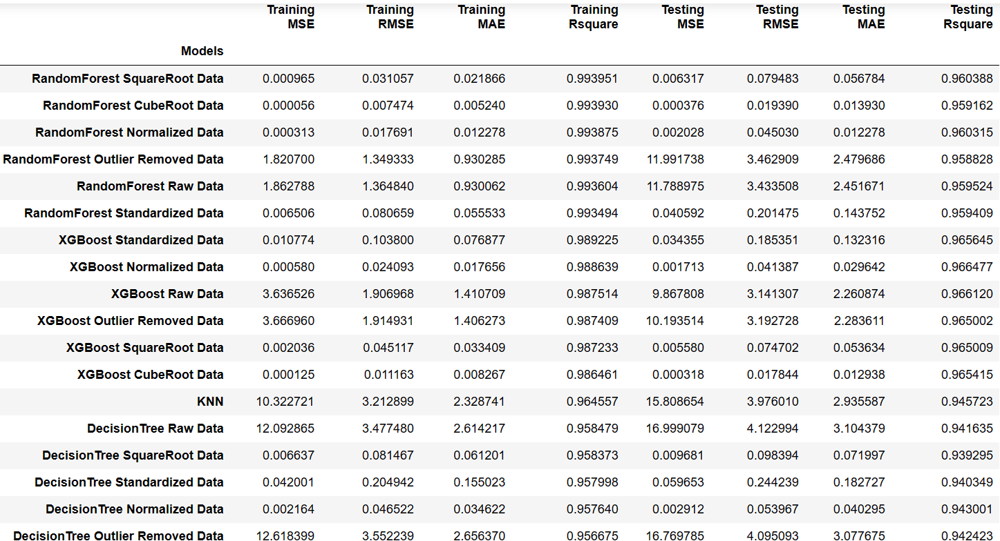 Training Training Training Training Testing Testing Testing Testing
MSE RMSE MAE Rsquare MSE RMSE MAE Rsquare
Models
RandomForest SquareRoot Data 0.000965 0.031057 0.021866 0.993951 0.006317 0.079483 0.056784 0.960388
RandomForest CubeRoot Data 0.000056 0.007474 0.005240 0.993930 0.000376 0.019390 0.013930 0.959162
RandomForest Normalized Data 0.000313 0.017691 0.012278 0.993875 0.002028 0.045030 0.012278 0.960315
RandomForest Outlier Removed Data 1.820700 1.349333 0.930285 0.993749 11.991738 3.462909 2.479686 0.958828
RandomForest Raw Data 1.862788 1.364840 0.930062 0.993604 11.788975 3.433508 2.451671 0.959524
RandomForest Standardized Data 0.006506 0.080659 0.055533 0.993494 0.040592 0.201475 0.143752 0.959409
XGBoost Standardized Data 0.010774 0.103800 0.076877 0.989225 0.034355 0.185351 0.132316 0.965645
XGBoost Normalized Data 0.000580 0.024093 0.017656 0.988639 0.001713 0.041387 0.029642 0.966477
XGBoost Raw Data 3.636526 1.906968 1.410709 0.987514 9.867808 3.141307 2.260874 0.966120
XGBoost Outlier Removed Data 3.666960 1.914931 1.406273 0.987409 10.193514 3.192728 2.283611 0.965002
XGBoost SquareRoot Data 0.002036 0.045117 0.033409 0.987233 0.005580 0.074702 0.053634 0.965009
XGBoost CubeRoot Data 0.000125 0.011163 0.008267 0.986461 0.000318 0.017844 0.012938 0.965415
KNN 10.322721 3.212899 2.328741 0.964557 15.808654 3.976010 2.935587 0.945723
DecisionTree Raw Data 12.092865 3.477480 2.614217 0.958479 16.999079 4.122994 3.104379 0.941635
DecisionTree SquareRoot Data 0.006637 0.081467 0.061201 0.958373 0.009681 0.098394 0.071997 0.939295
DecisionTree Standardized Data 0.042001 0.204942 0.155023 0.957998 0.059653 0.244239 0.182727 0.940349
DecisionTree Normalized Data 0.002164 0.046522 0.034622 0.957640 0.002912 0.053967 0.040295 0.943001
DecisionTree Outlier Removed Data 12.618399 3.552239 2.656370 0.956675 16.769785 4.095093 3.077675 0.942423